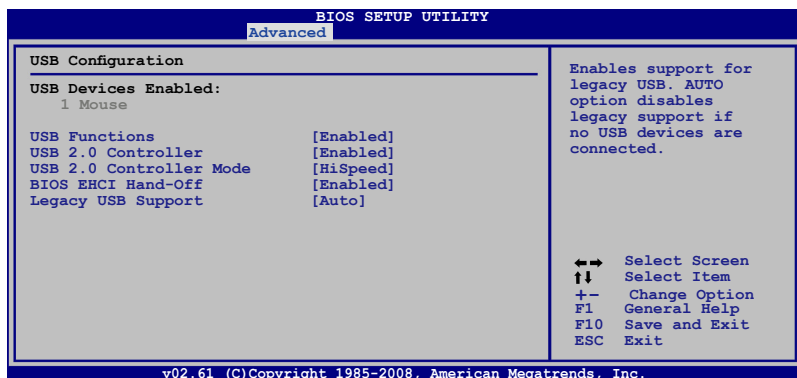 BIOS SETUP UTILITY
Advanced
USB Configuration
USB Devices Enabled:
1 Mouse
USB Functions [Enabled]
USB 2.0 Controller [Enabled]
USB 2.0 Controller Mode [HiSpeed]
BIOS EHCI Hand-Off [Enabled]
Legacy USB Support [Auto]
Enables support for
legacy USB. AUTO
option disables
legacy support if
no USB devices are
connected.
←→ Select Screen
↑↓ Select Item
+- Change Option
F1 General Help
F10 Save and Exit
ESC Exit
v02.61 (C)Copyright 1985-2008, American Megatrends, Inc.